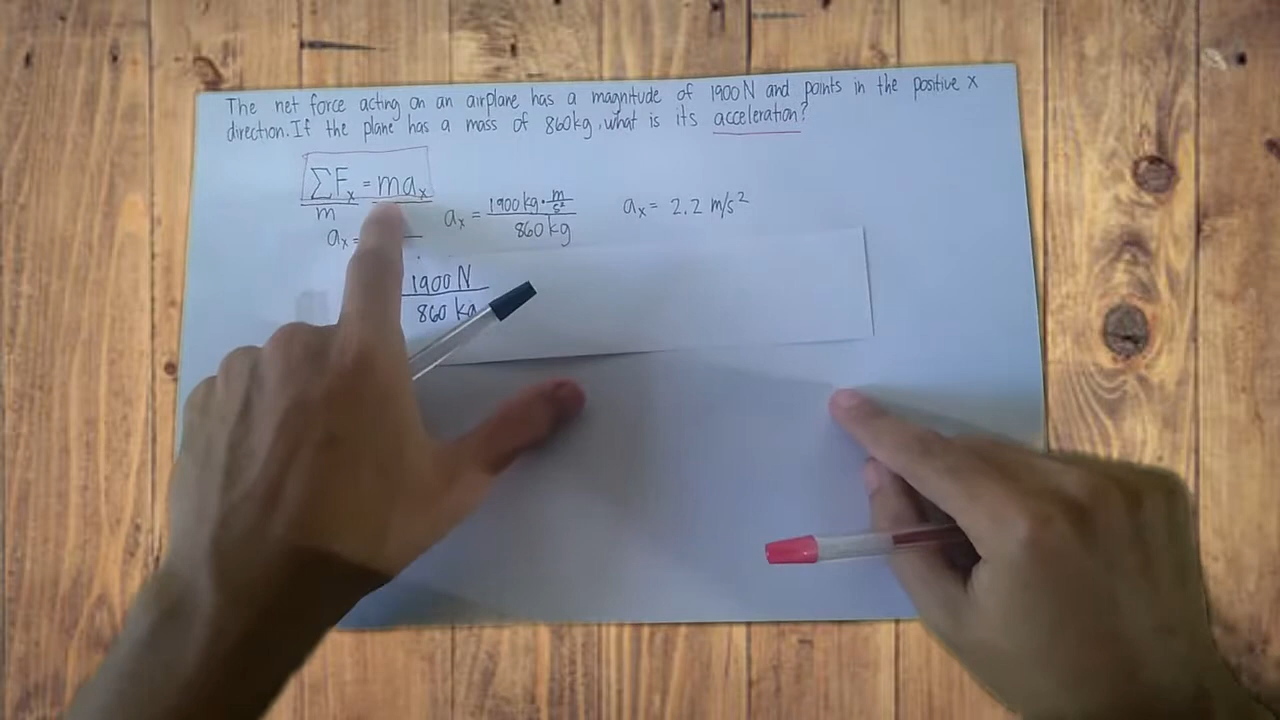 The net force acting on an airplane has a magnitude of 1900 N and points in the positive x
direction. If the plane has a mass of 860kg, what is its acceleration?
ΣFₓ = maₓ
m
aₓ = 1900 kg · m/s² / 860 kg
aₓ = 2.2 m/s²
aₓ =
1900 N
860 kg